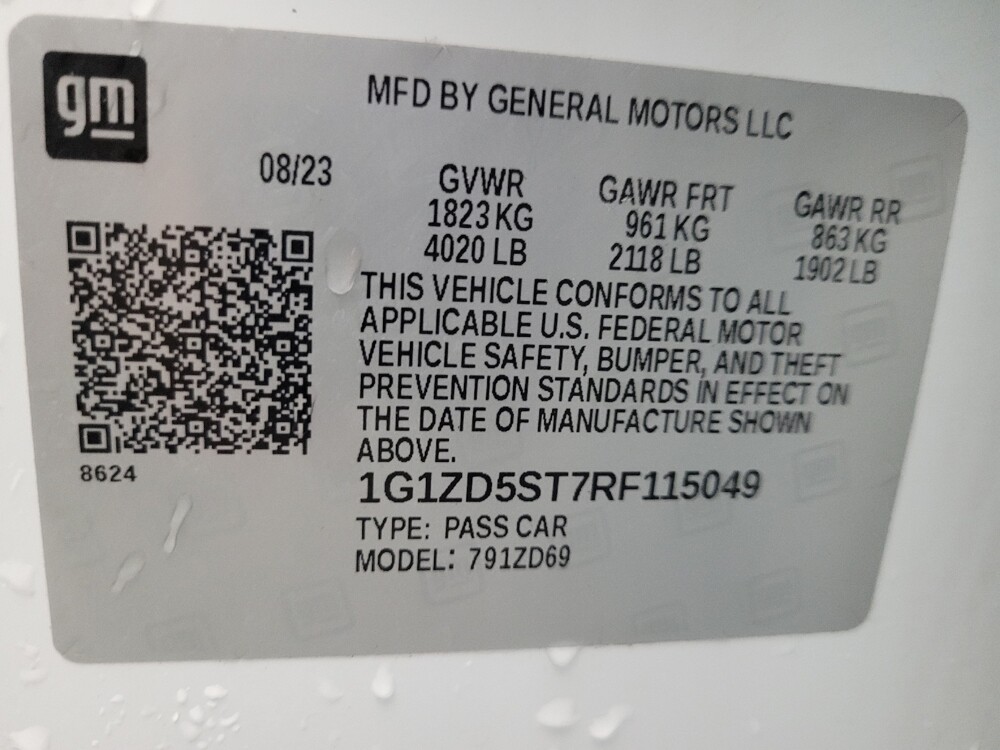 gm
MFD BY GENERAL MOTORS LLC
08/23
GVWR
1823 KG
4020 LB
GAWR FRT
961 KG
2118 LB
GAWR RR
863 KG
1902 LB
THIS VEHICLE CONFORMS TO ALL
APPLICABLE U.S. FEDERAL MOTOR
VEHICLE SAFETY, BUMPER, AND THEFT
PREVENTION STANDARDS IN EFFECT ON
THE DATE OF MANUFACTURE SHOWN
ABOVE.
8624
1G1ZD5ST7RF115049
TYPE: PASS CAR
MODEL: 791ZD69